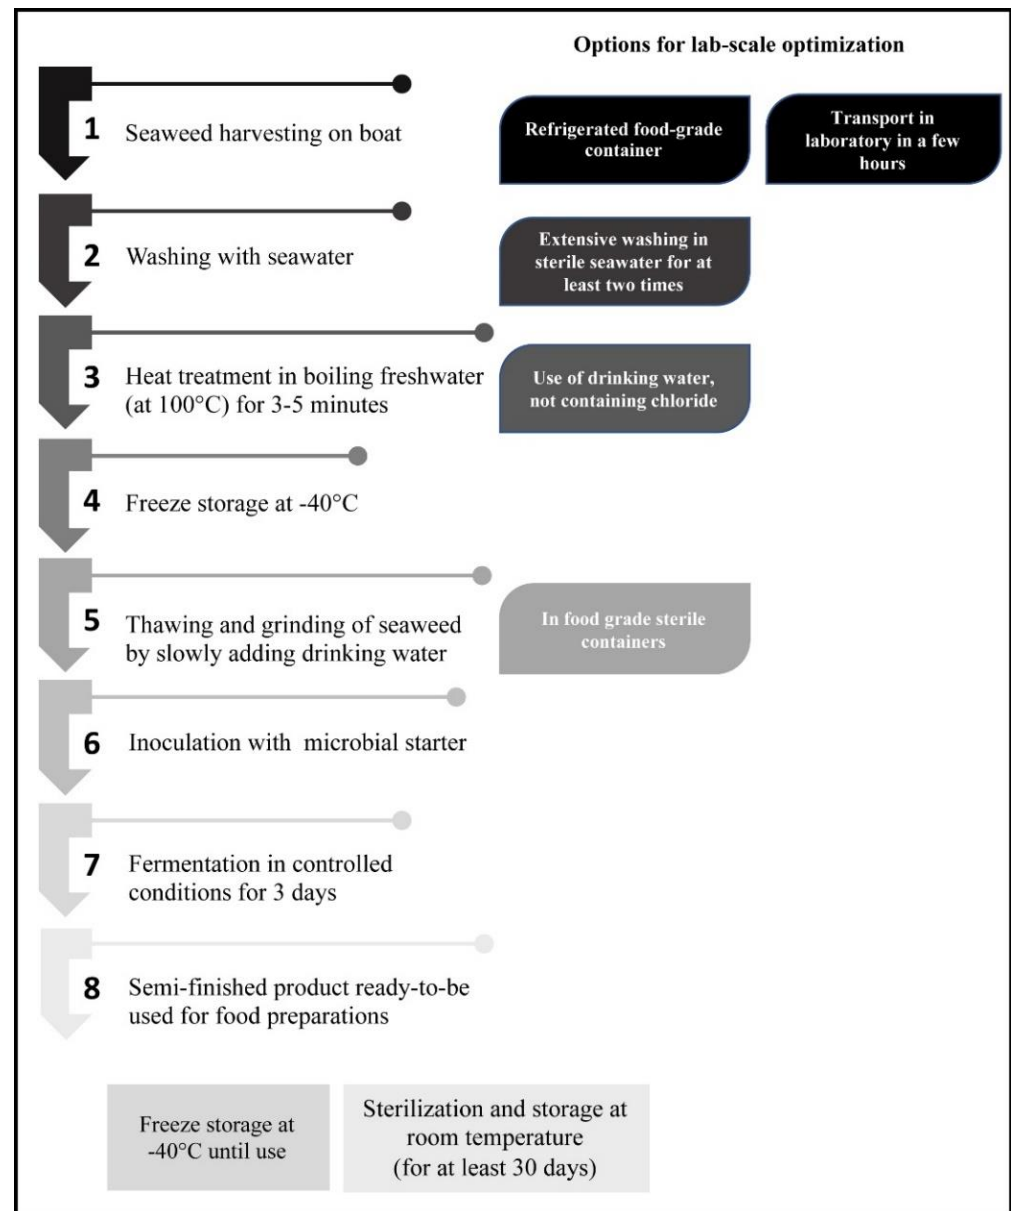 Options for lab-scale optimization
1
Seaweed harvesting on boat
Refrigerated food-grade
container
Transport in
laboratory in a few
hours
2
Washing with seawater
Extensive washing in
sterile seawater for at
least two times
3
Heat treatment in boiling freshwater
(at 100°C) for 3-5 minutes
Use of drinking water,
not containing chloride
4
Freeze storage at -40°C
5
Thawing and grinding of seaweed
by slowly adding drinking water
In food grade sterile
containers
6
Inoculation with microbial starter
7
Fermentation in controlled
conditions for 3 days
8
Semi-finished product ready-to-be
used for food preparations
Freeze storage at
-40°C until use
Sterilization and storage at
room temperature
(for at least 30 days)